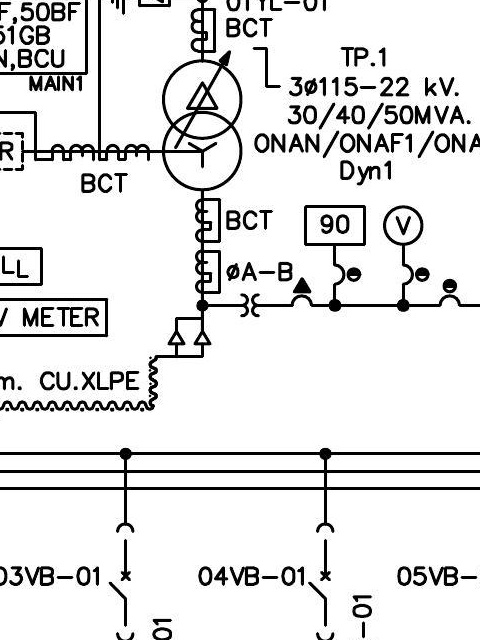 01YL-01
F,50BF
BCT
51GB
N,BCU
MAIN1
TP.1
3ø115-22 kV.
30/40/50MVA.
ONAN/ONAF1/ONA
Dyn1
R
BCT
BCT
90
V
LL
øA-B
V METER
m. CU.XLPE
03VB-01
04VB-01
05VB-
01
-01